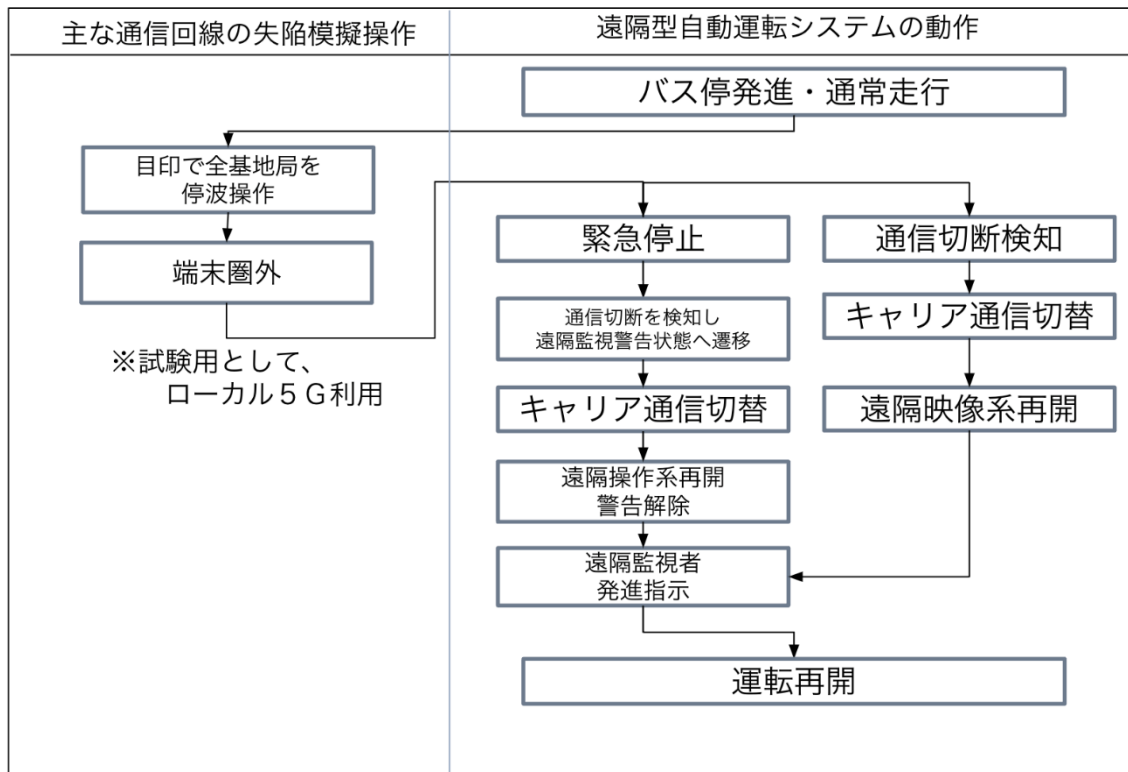 主な通信回線の失陥模擬操作
遠隔型自動運転システムの動作
バス停発進・通常走行
目印で全基地局を
停波操作
端末圏外
※試験用として、
ローカル５Ｇ利用
緊急停止
通信切断を検知し
遠隔監視警告状態へ遷移
キャリア通信切替
遠隔操作系再開
警告解除
遠隔監視者
発進指示
通信切断検知
キャリア通信切替
遠隔映像系再開
運転再開